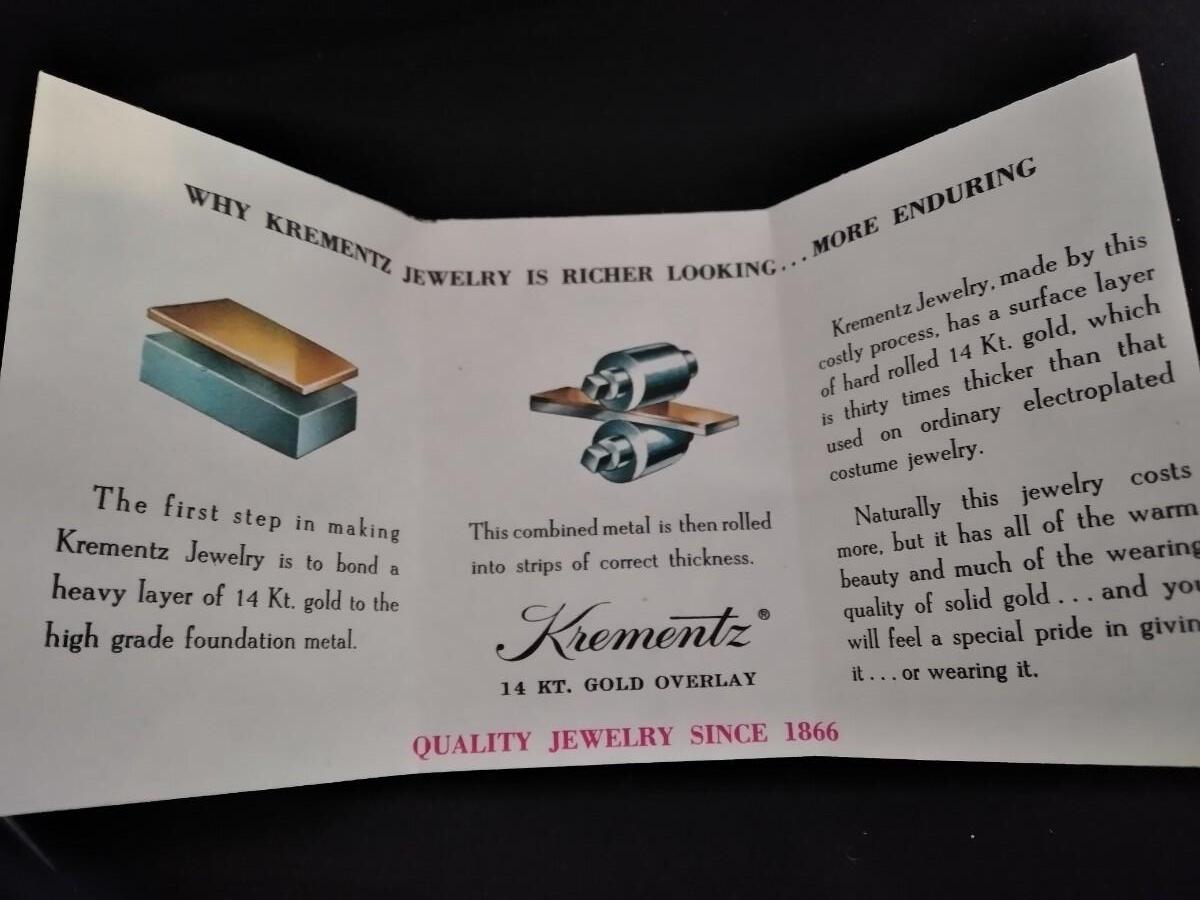 WHY KREMENTZ JEWELRY IS RICHER LOOKING...MORE ENDURING
The first step in making
Krementz Jewelry is to bond a
heavy layer of 14 Kt. gold to the
high grade foundation metal.
This combined metal is then rolled
into strips of correct thickness.
Krementz®
14 KT. GOLD OVERLAY
QUALITY JEWELRY SINCE 1866
Krementz Jewelry, made by this
costly process, has a surface layer
of hard rolled 14 Kt. gold, which
is thirty times thicker than that
used on ordinary electroplated
costume jewelry.
Naturally this jewelry costs
more, but it has all of the warm
beauty and much of the wearing
quality of solid gold...and you
will feel a special pride in givin
it...or wearing it.